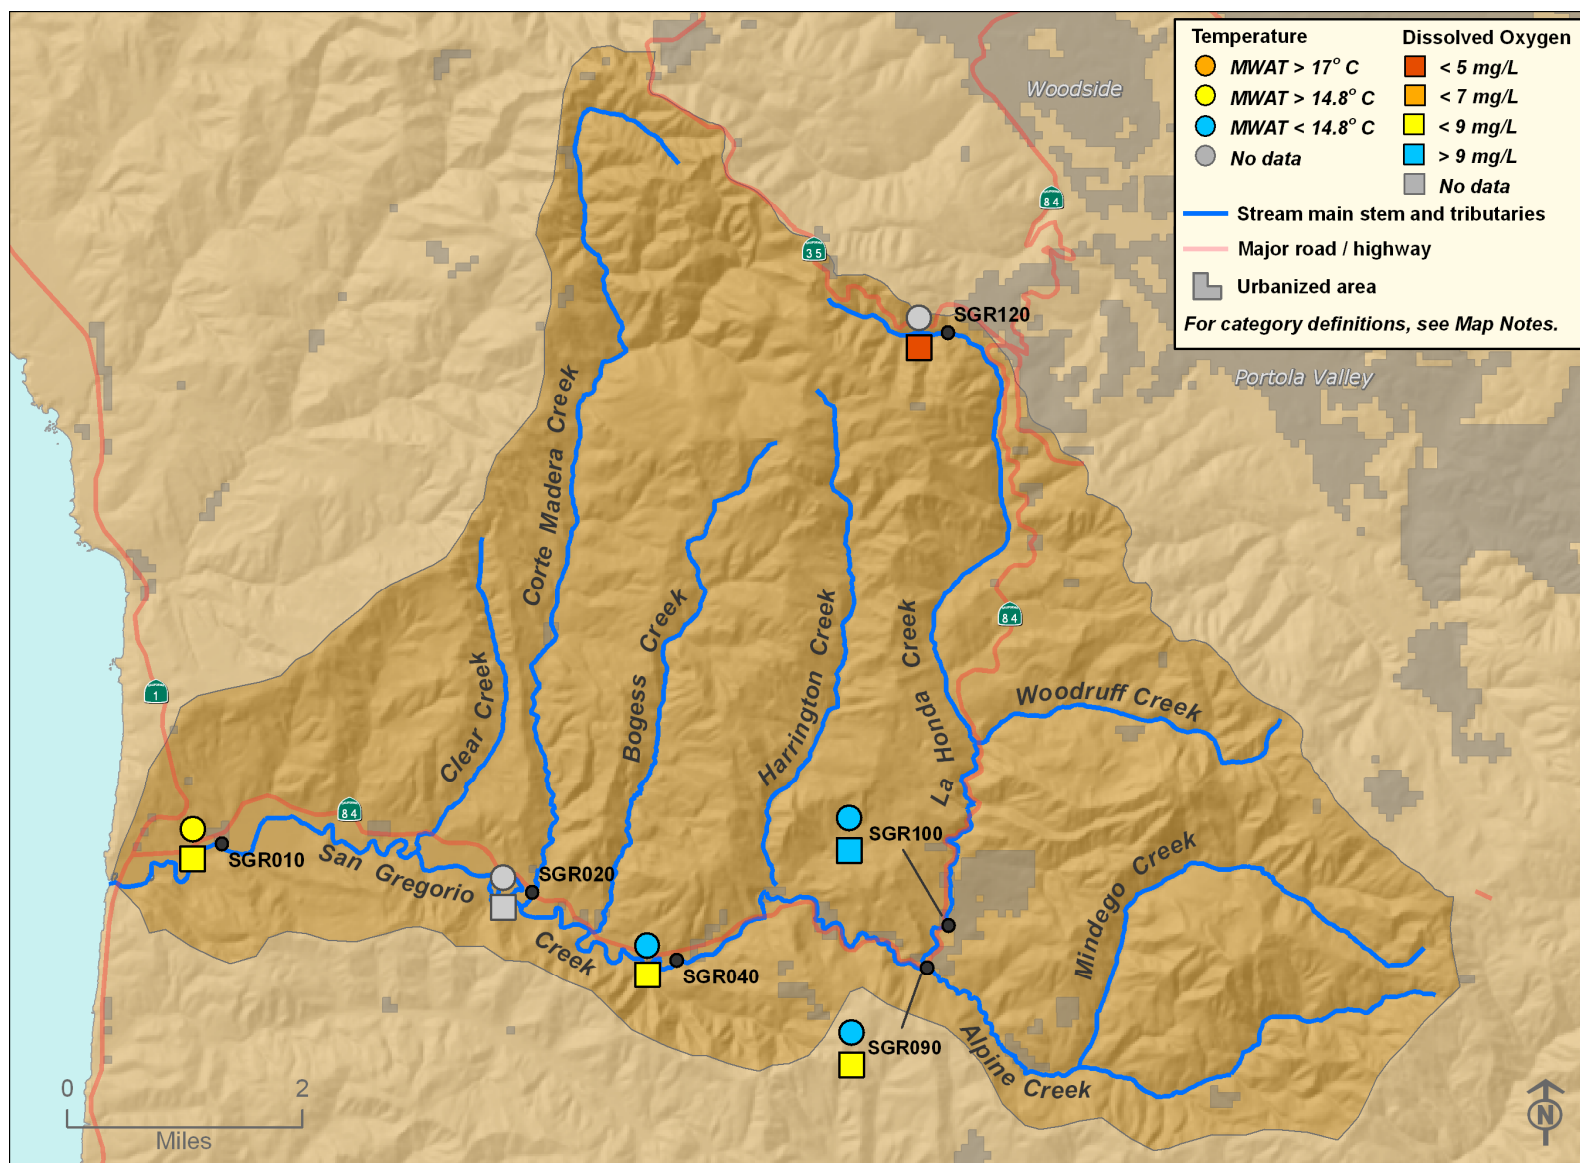 Temperature
MWAT > 17° C
MWAT > 14.8° C
MWAT < 14.8° C
No data
Dissolved Oxygen
< 5 mg/L
< 7 mg/L
< 9 mg/L
> 9 mg/L
No data
Stream main stem and tributaries
Major road / highway
Urbanized area
For category definitions, see Map Notes.
Woodside
84
35
SGR120
Portola Valley
Corte Madera Creek
Clear Creek
Bogess Creek
Harrington Creek
La Honda Creek
84
Woodruff Creek
1
84
SGR010
San Gregorio Creek
SGR020
SGR040
SGR100
SGR090
Mindego Creek
Alpine Creek
0 2
Miles
N